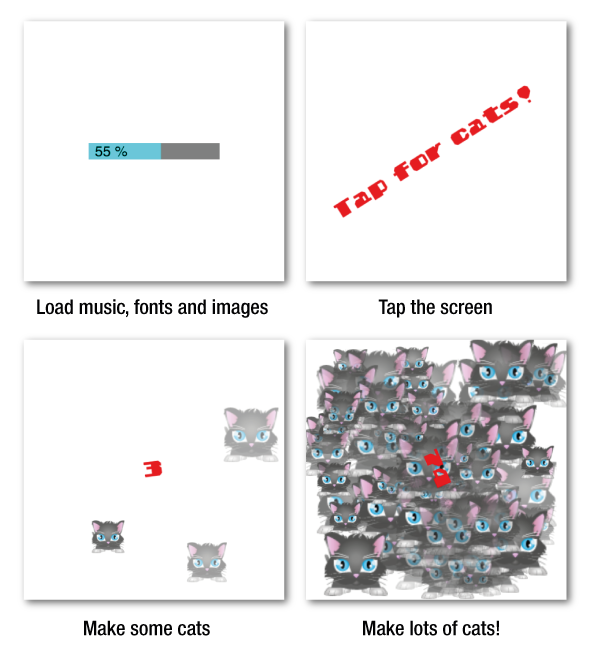 55 %
Tap for cats!
Load music, fonts and images
Tap the screen
3
Make some cats
Make lots of cats!